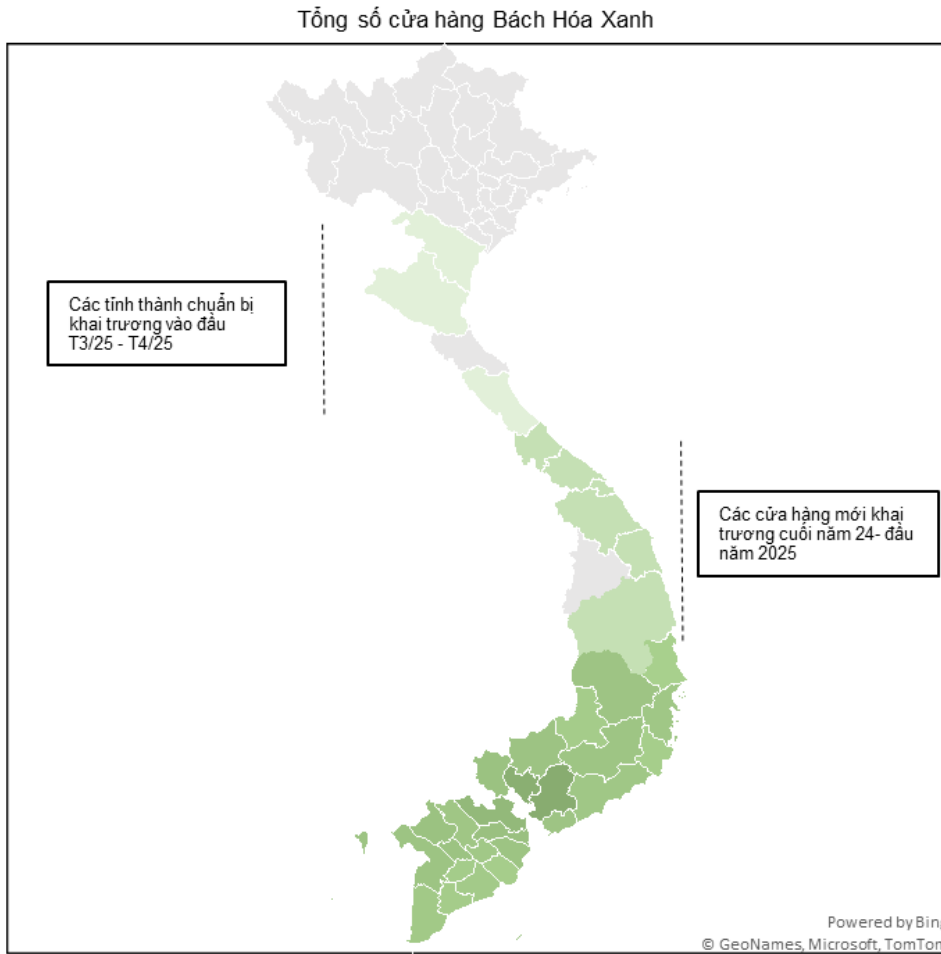 Tổng số cửa hàng Bách Hóa Xanh
Các tỉnh thành chuẩn bị
khai trương vào đầu
T3/25 - T4/25
Các cửa hàng mới khai
trương cuối năm 24- đầu
năm 2025
Powered by Bing
© GeoNames, Microsoft, TomTom